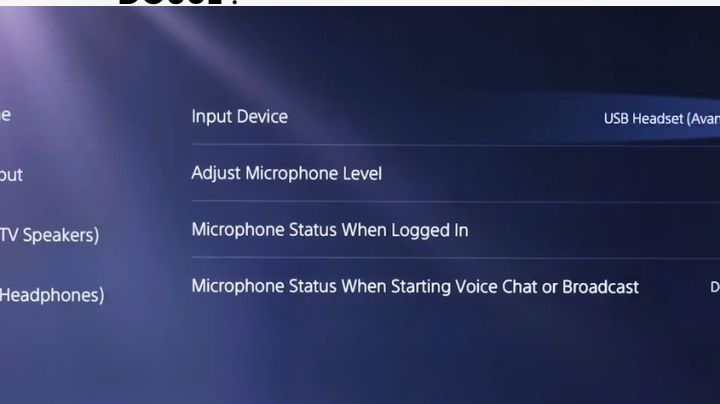 Input Device
USB Headset (Avan
Adjust Microphone Level
TV Speakers)
Microphone Status When Logged In
Headphones)
Microphone Status When Starting Voice Chat or Broadcast